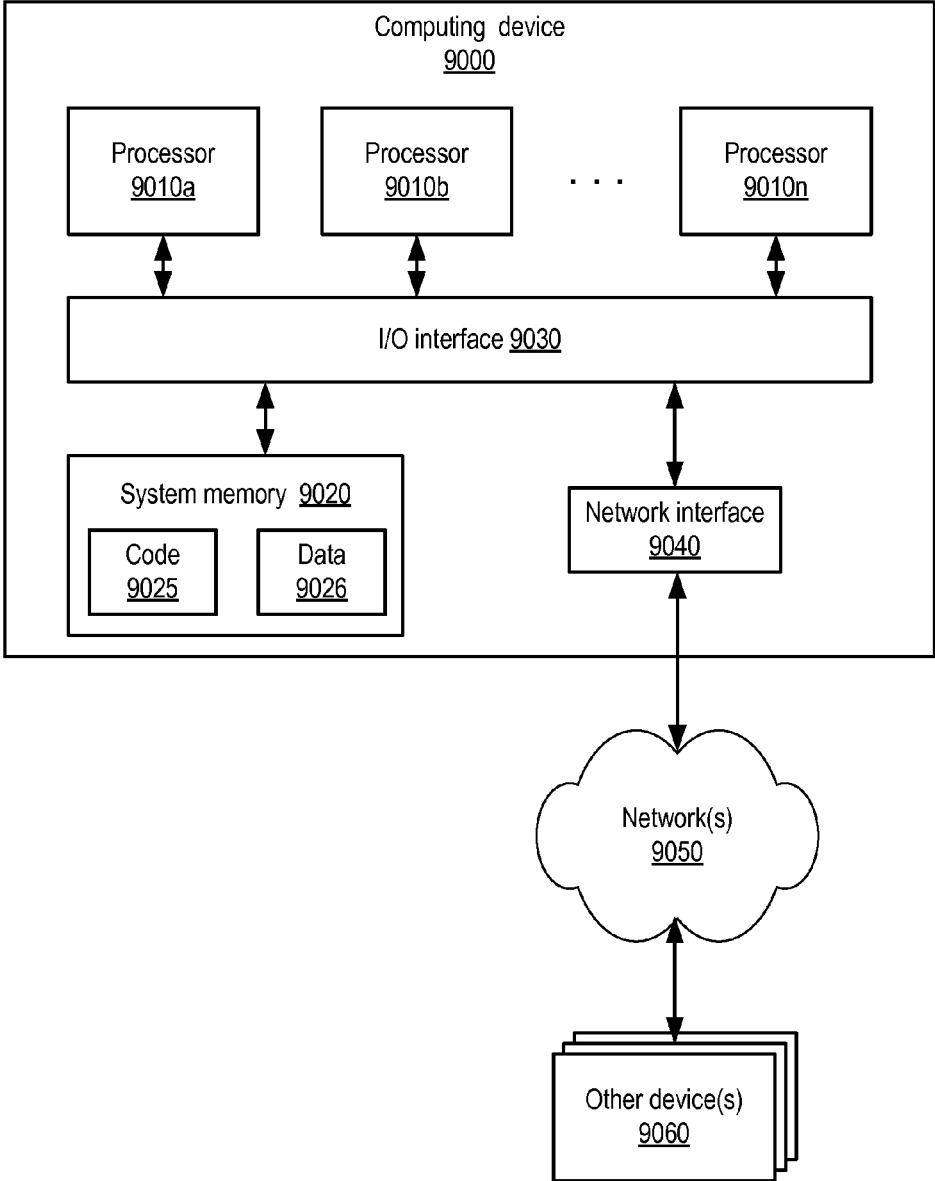 Computing device
9000
Processor
9010a
Processor
9010b
. . .
Processor
9010n
I/O interface 9030
System memory 9020
Code
9025
Data
9026
Network interface
9040
Network(s)
9050
Other device(s)
9060